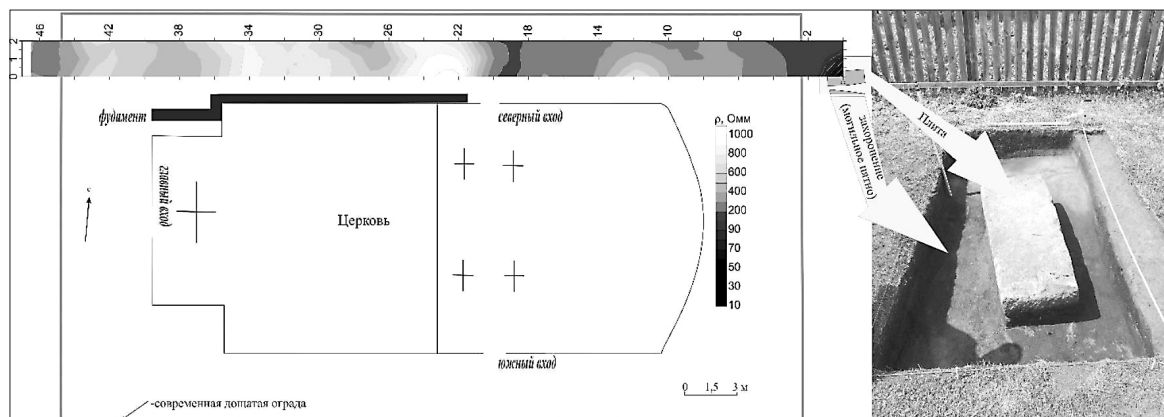 -46 -42 -38 -34 -30 -26 -22 -18 -14 -10 -6 -2
1.2
0
фудамент
северный вход
главный вход
Церковь
южный вход
ρ, Омм
1000
800
600
400
200
90
70
50
30
10
Плита
захоронение
(могильное пятно)
0 1,5 3 м
-современная дощатая ограда